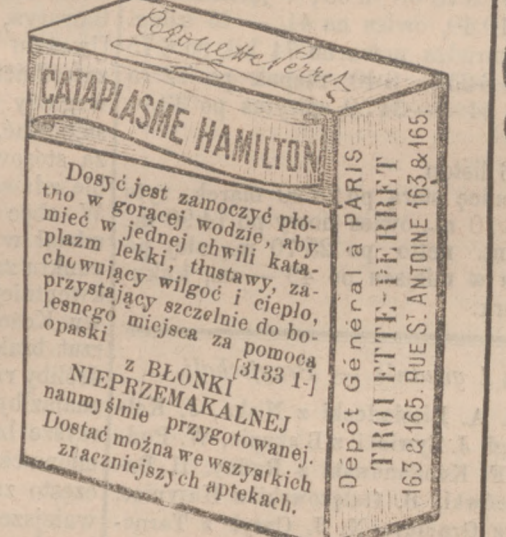 Trouette Perret
CATAPLASME HAMILTON
Dosyć jest zamoczyć płó-
tno w gorącej wodzie, aby
mieć w jednej chwili kata-
plazm lekki, tłustawy, za-
chowujący wilgoć i ciepło,
przystający szczelnie do bo-
lesnego miejsca za pomocą
opaski [3133 1-]
z BŁONKI
NIEPRZEMAKALNEJ
naumyślnie przygotowanej.
Dostać można we wszystkich
znaczniejszych aptekach.
Dépôt Général à PARIS
TROUETTE-PERRET
163 & 165. RUE ST ANTOINE 163 & 165.